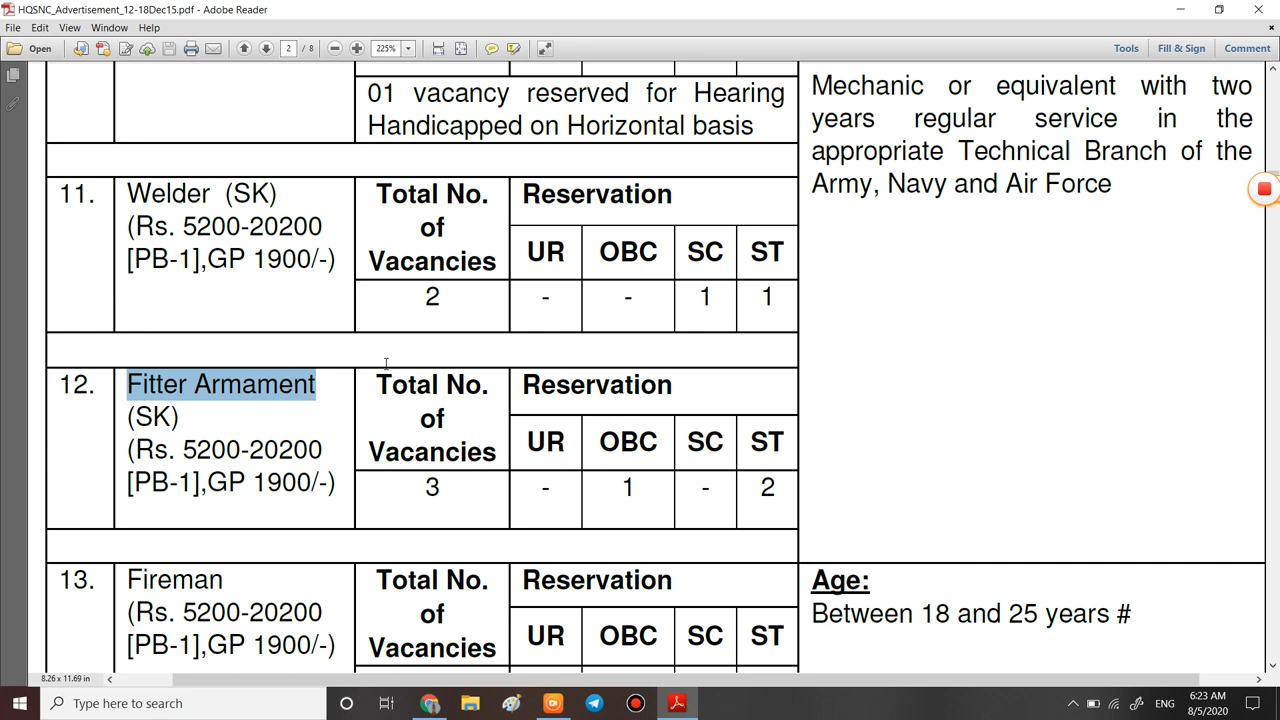 HQSNC_Advertisement_12-18Dec15.pdf - Adobe Reader
File Edit View Window Help
Open 2 / 8 225% Tools Fill & Sign Comment
01 vacancy reserved for Hearing
Handicapped on Horizontal basis
Mechanic or equivalent with two
years regular service in the
appropriate Technical Branch of the
Army, Navy and Air Force
11. Welder (SK)
(Rs. 5200-20200
[PB-1],GP 1900/-)
Total No.
of
Vacancies
Reservation
UR OBC SC ST
2 - - 1 1
12. Fitter Armament
(SK)
(Rs. 5200-20200
[PB-1],GP 1900/-)
Total No.
of
Vacancies
Reservation
UR OBC SC ST
3 - 1 - 2
13. Fireman
(Rs. 5200-20200
[PB-1],GP 1900/-)
Total No.
of
Vacancies
Reservation
UR OBC SC ST
Age:
Between 18 and 25 years #
8.26 x 11.69 in
Type here to search
ENG
6:23 AM
8/5/2020